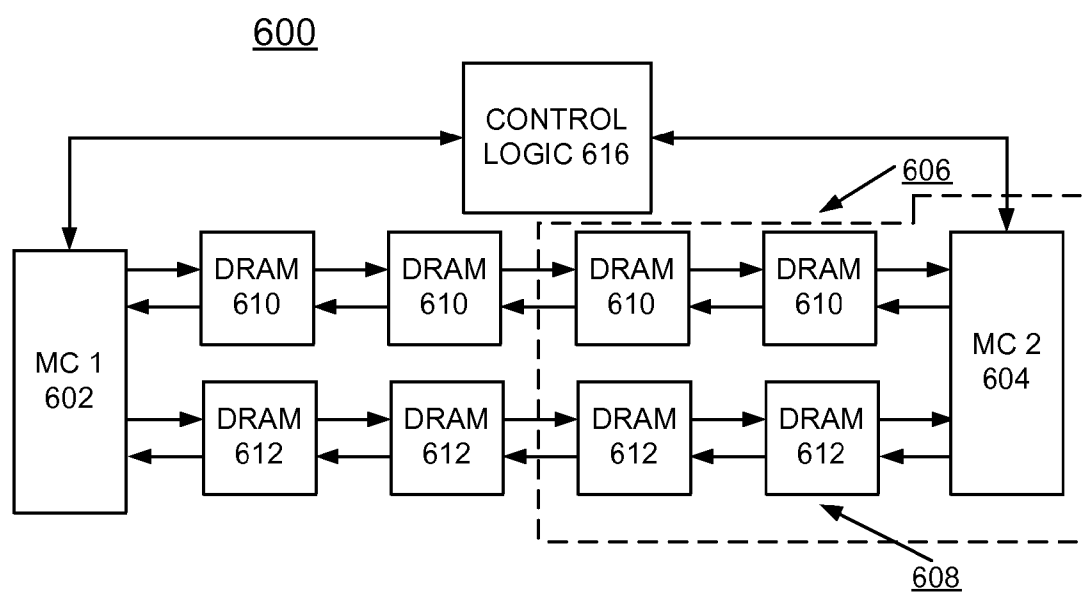 600
CONTROL
LOGIC 616
606
MC 1
602
DRAM
610
DRAM
610
DRAM
610
DRAM
610
MC 2
604
DRAM
612
DRAM
612
DRAM
612
DRAM
612
608